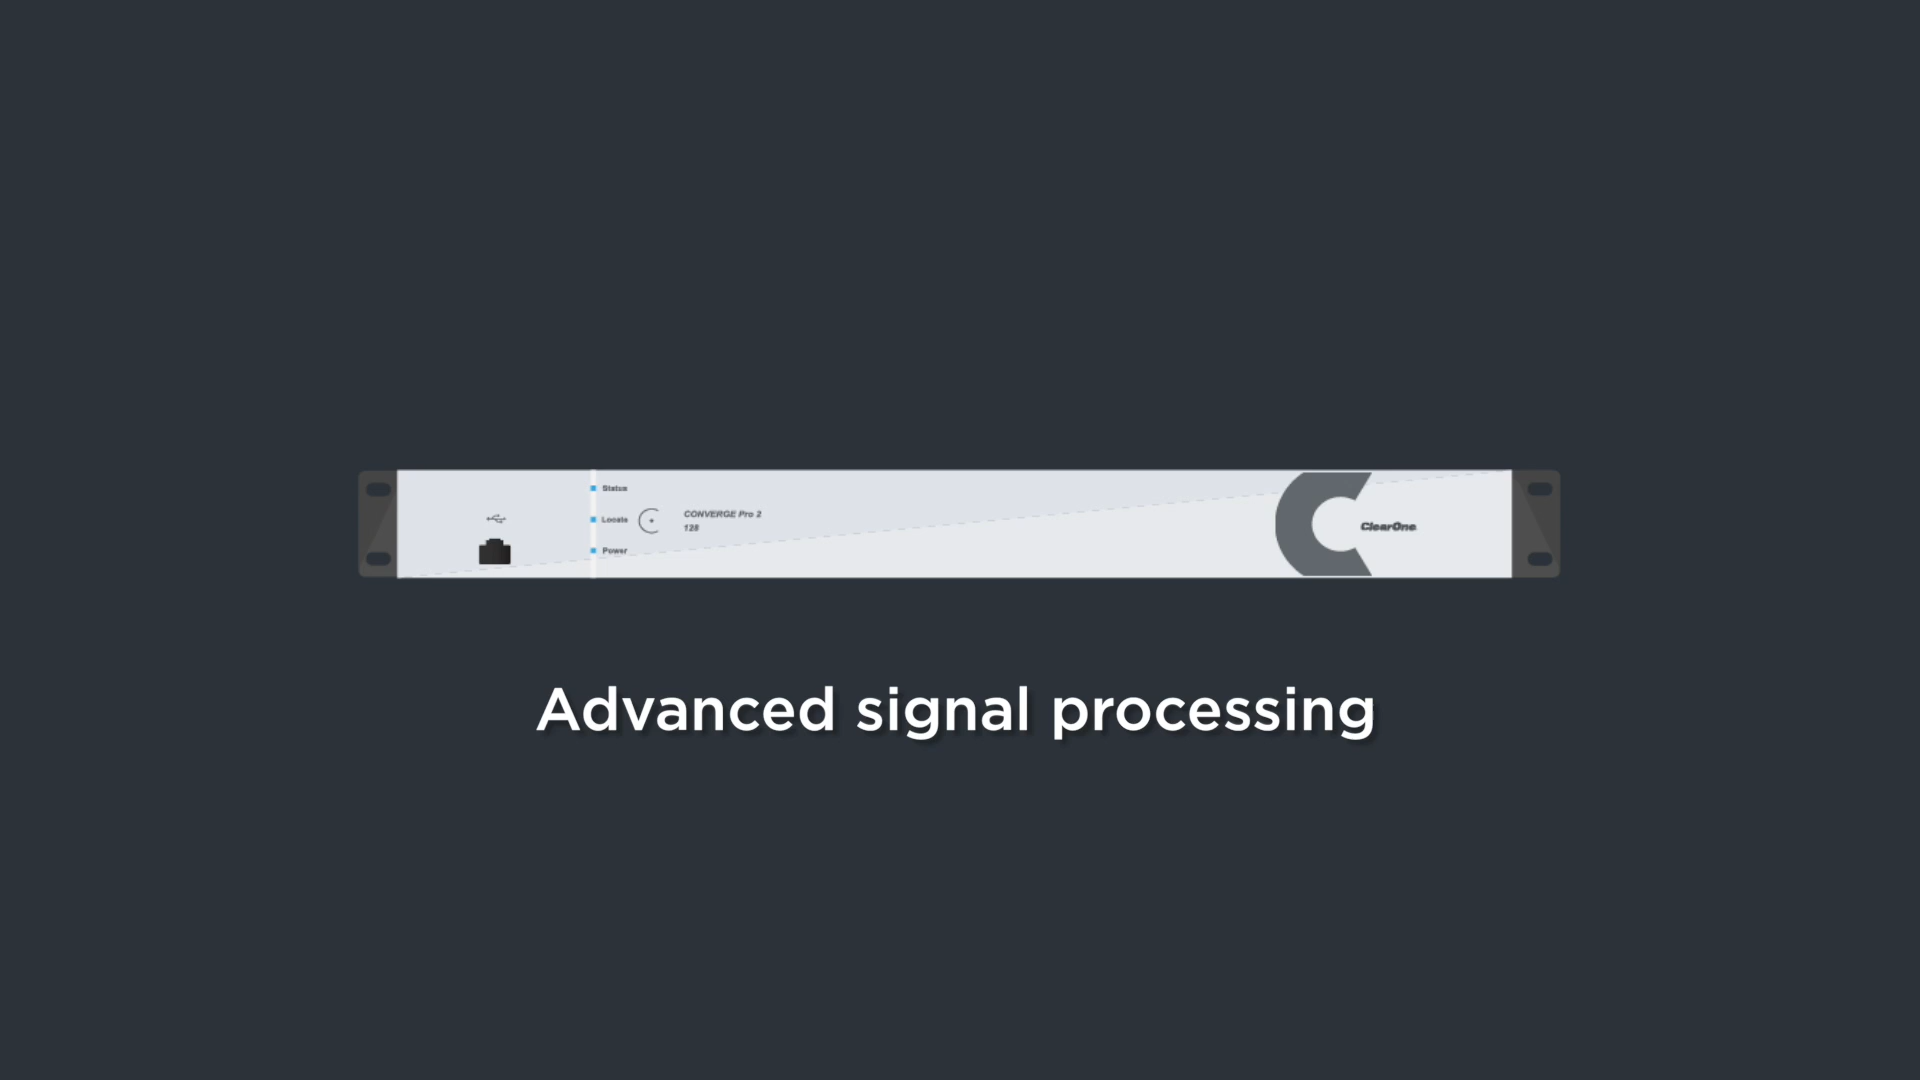 Status
Locate
CONVERGE Pro 2
128
Power
ClearOne
Advanced signal processing